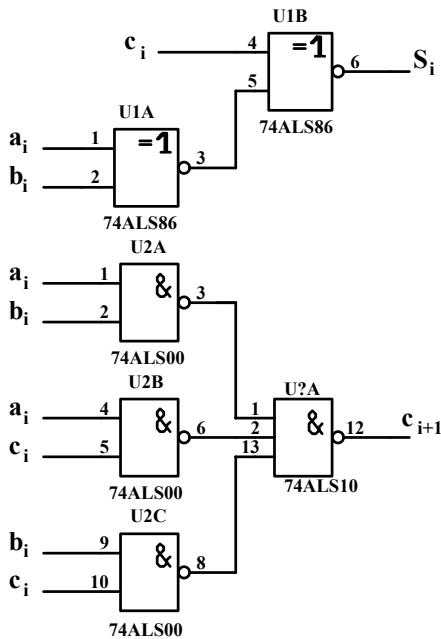 U1B
c i 4 =1 6 S i
5
U1A 74ALS86
a i 1 =1
b i 2 3
74ALS86
U2A
a i 1 & 3
b i 2
74ALS00
U2B U?A
a i 4 & 6 1 & 12 c i+1
c i 5 2
13
74ALS00 74ALS10
U2C
b i 9 & 8
c i 10
74ALS00